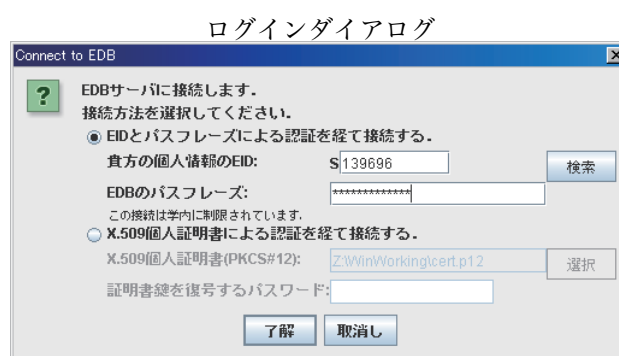 ログインダイアログ
Connect to EDB
EDBサーバに接続します.
接続方法を選択してください.
EIDとパスフレーズによる認証を経て接続する.
貴方の個人情報のEID: S 139696 検索
EDBのパスフレーズ: *************
この接続は学内に制限されています.
X.509個人証明書による認証を経て接続する.
X.509個人証明書(PKCS#12): Z:\WinWorking\cert.p12 選択
証明書鍵を復号するパスワード:
了解 取消し